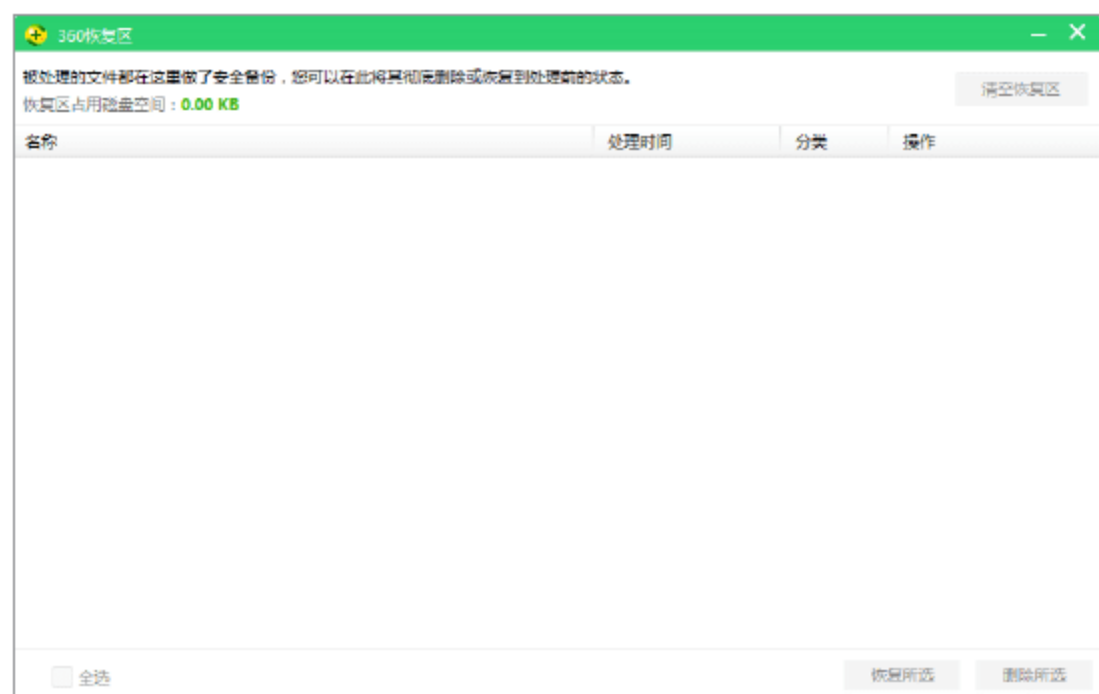 360恢复区
被处理的文件都在这里做了安全备份，您可以在此将其彻底删除或恢复到处理前的状态。
恢复区占用磁盘空间：0.00 KB
清空恢复区
名称 处理时间 分类 操作
全选 恢复所选 删除所选